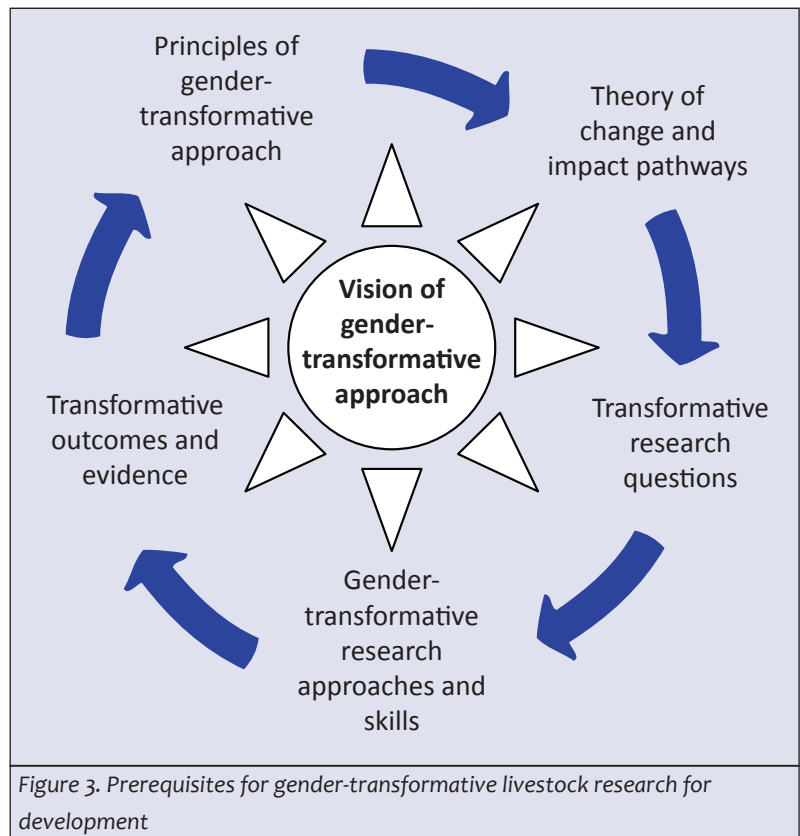 Principles of
gender-
transformative
approach
Theory of
change and
impact pathways
Vision of
gender-
transformative
approach
Transformative
research
questions
Gender-
transformative
research
approaches and
skills
Transformative
outcomes and
evidence
Figure 3. Prerequisites for gender-transformative livestock research for
development